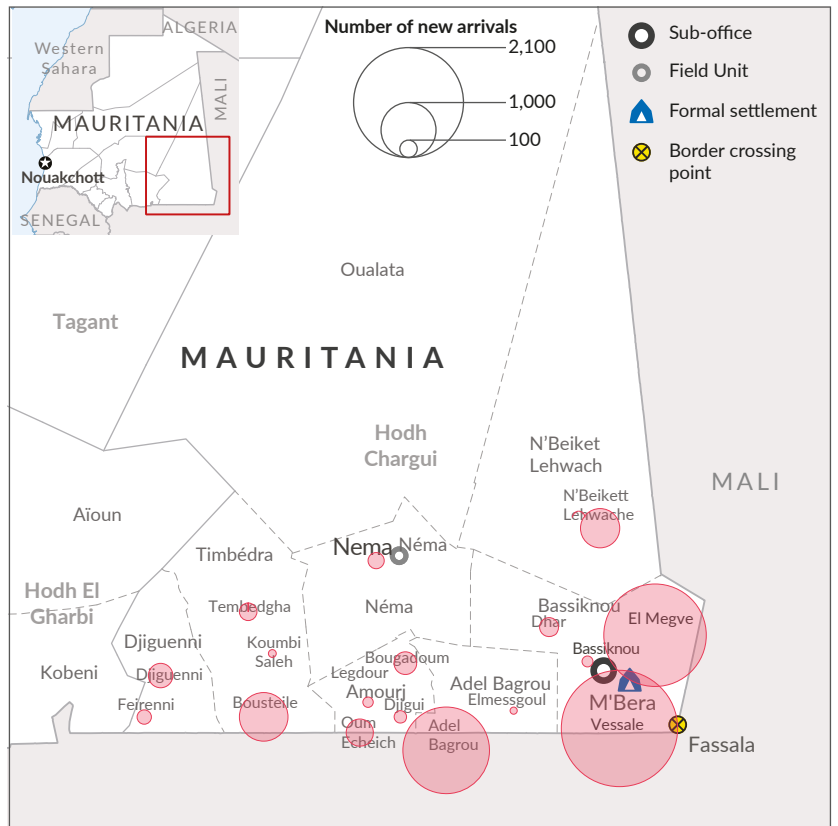 Number of new arrivals
2,100
1,000
100
Sub-office
Field Unit
Formal settlement
Border crossing
point
ALGERIA
Western
Sahara
MALI
MAURITANIA
Nouakchott
SENEGAL
Oualata
Tagant
MAURITANIA
Hodh
Chargui
N'Beiket
Lehwach
N'Beikett
Lehwache
MALI
Aïoun
Nema
Néma
Timbédra
Hodh El
Gharbi
Tembedgha
Néma
Bassiknou
Dhar
El Megve
Djiguenni
Koumbi
Saleh
Bassiknou
Kobeni
Djiguenni
Bougadoum
Legdour
Amourj
Adel Bagrou
Elmessgoul
M'Bera
Feirenni
Bousteile
Djigui
Vessale
Oum
Echeich
Adel
Bagrou
Fassala